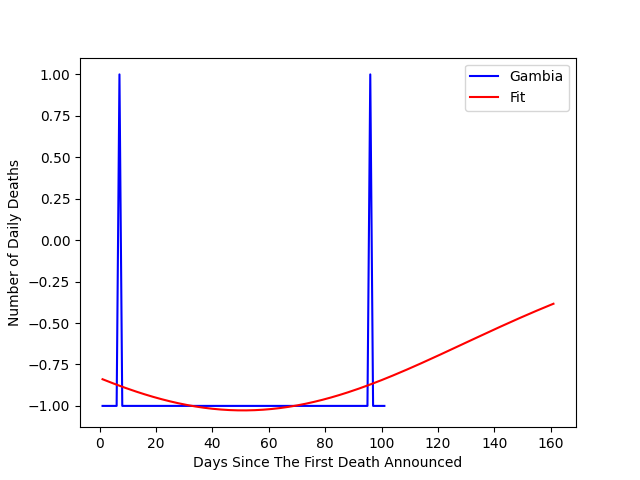 Gambia
Fit
1.00
0.75
0.50
0.25
0.00
−0.25
−0.50
−0.75
−1.00
Number of Daily Deaths
0 20 40 60 80 100 120 140 160
Days Since The First Death Announced